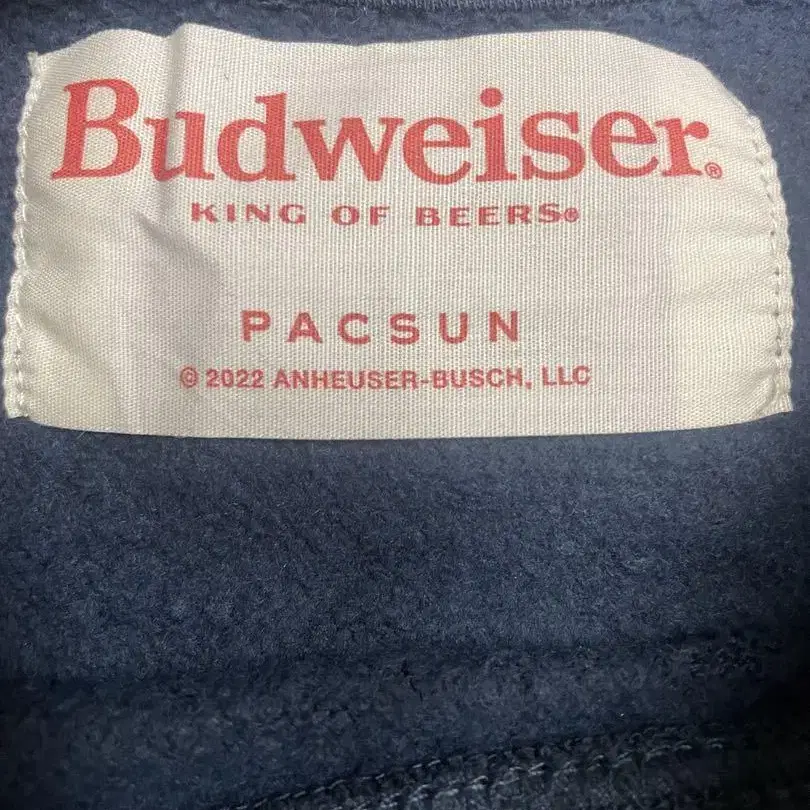 Budweiser®
KING OF BEERS®
PACSUN
© 2022 ANHEUSER-BUSCH, LLC